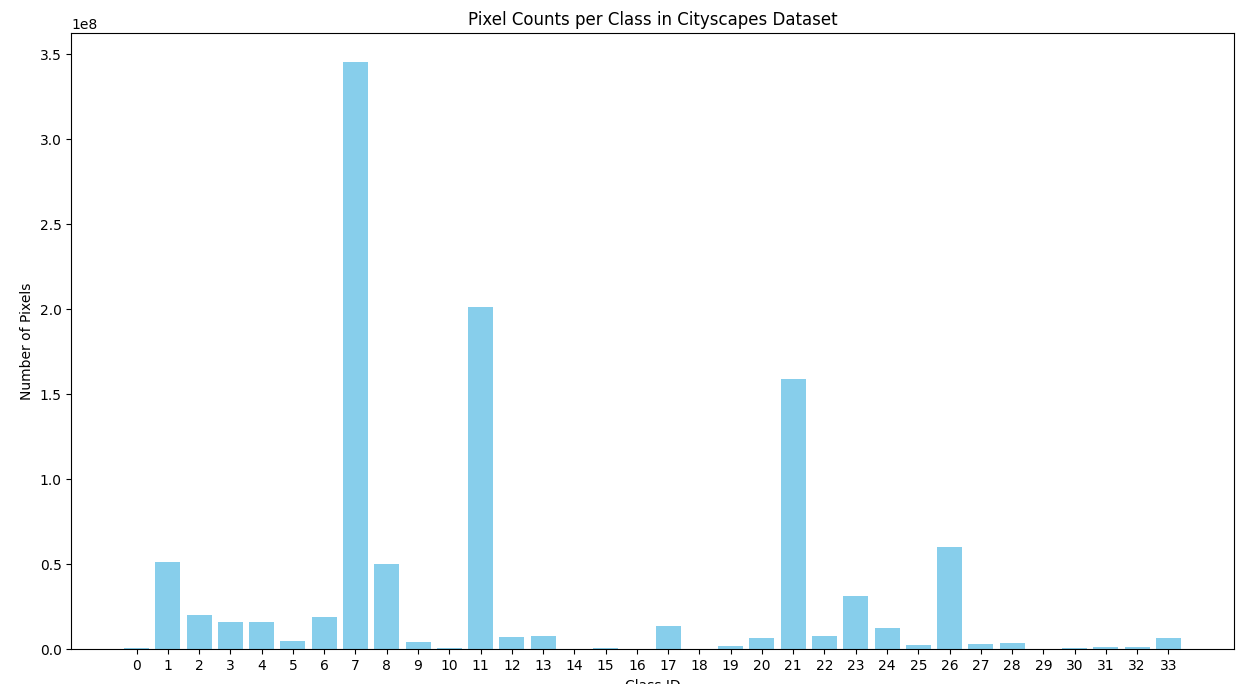 Pixel Counts per Class in Cityscapes Dataset
1e8
3.5
3.0
2.5
2.0
1.5
1.0
0.5
0.0
Number of Pixels
0 1 2 3 4 5 6 7 8 9 10 11 12 13 14 15 16 17 18 19 20 21 22 23 24 25 26 27 28 29 30 31 32 33
Class ID